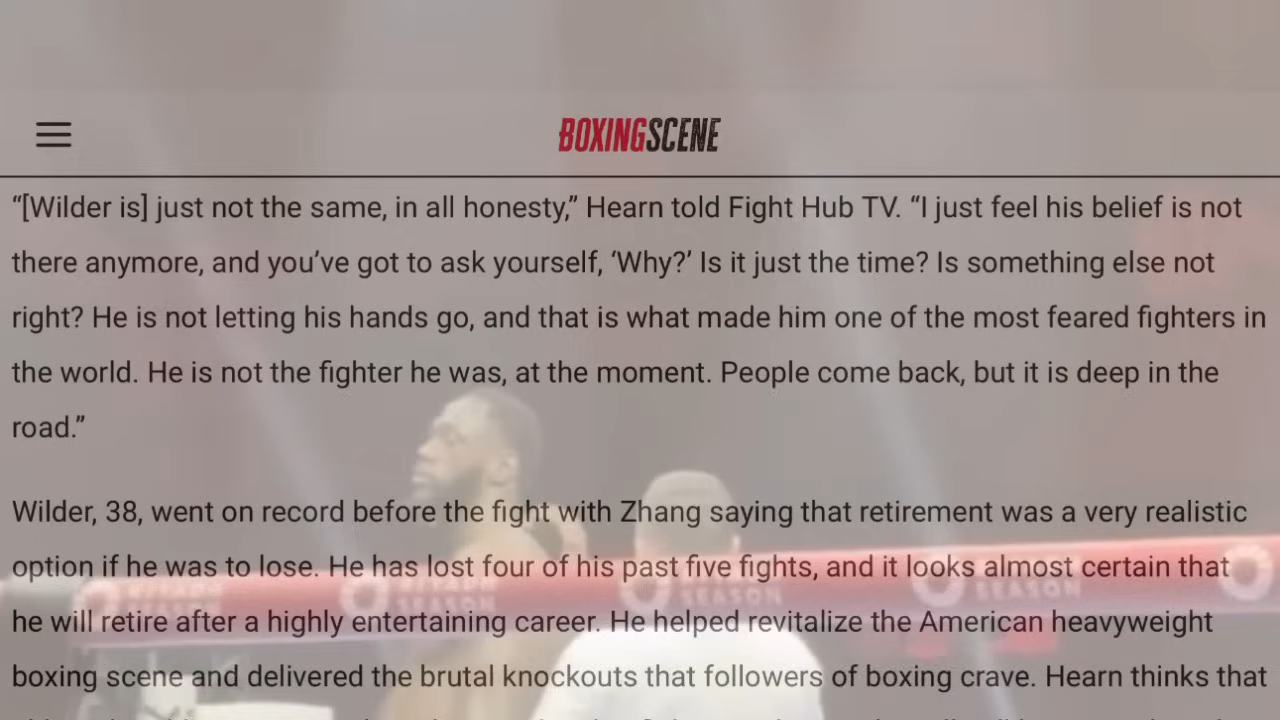 BOXINGSCENE
“[Wilder is] just not the same, in all honesty,” Hearn told Fight Hub TV. “I just feel his belief is not
there anymore, and you’ve got to ask yourself, ‘Why?’ Is it just the time? Is something else not
right? He is not letting his hands go, and that is what made him one of the most feared fighters in
the world. He is not the fighter he was, at the moment. People come back, but it is deep in the
road.”
Wilder, 38, went on record before the fight with Zhang saying that retirement was a very realistic
option if he was to lose. He has lost four of his past five fights, and it looks almost certain that
SEASON SEASON SEASON SEASON
he will retire after a highly entertaining career. He helped revitalize the American heavyweight
boxing scene and delivered the brutal knockouts that followers of boxing crave. Hearn thinks that